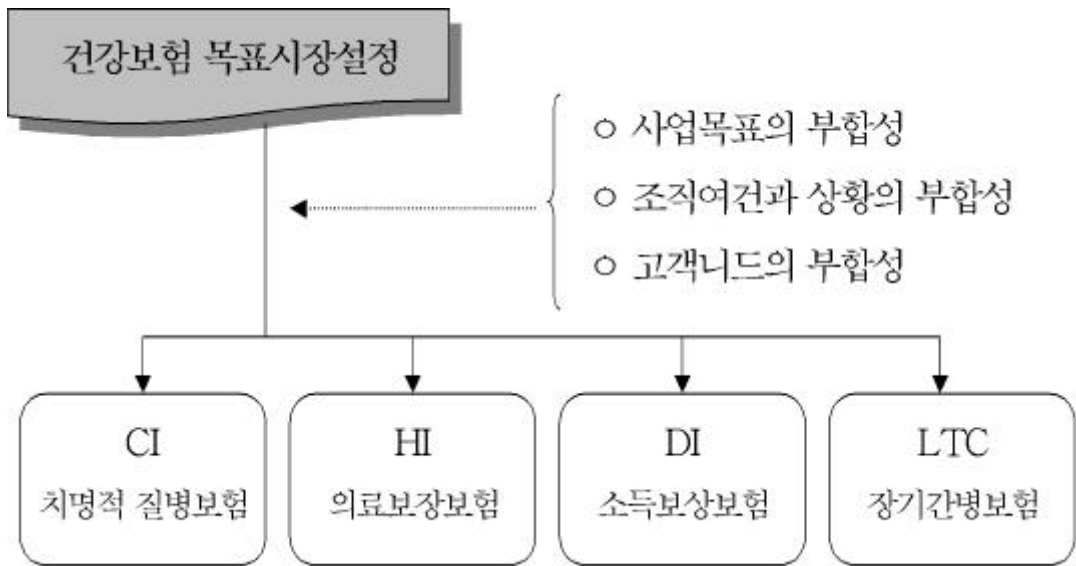 건강보험 목표시장설정
○ 사업목표의 부합성
○ 조직여건과 상황의 부합성
○ 고객니드의 부합성
CI
치명적 질병보험
HI
의료보장보험
DI
소득보상보험
LTC
장기간병보험